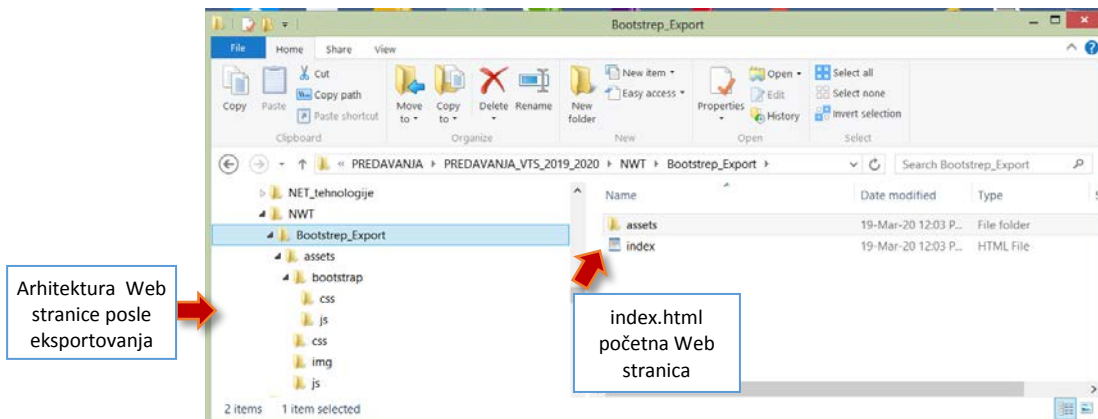 Bootstrep_Export
File Home Share View
Copy
Paste
Cut
Copy path
Paste shortcut
Clipboard
Move to
Copy to
Delete
Rename
Organize
New folder
New item
Easy access
New
Properties
Open
Edit
History
Open
Select all
Select none
Invert selection
Select
« PREDAVANJA PREDAVANJA_VTS_2019_2020 NWT Bootstrep_Export
Search Bootstrep_Export
NET_tehnologije
NWT
Bootstrep_Export
assets
bootstrap
css
js
css
img
js
Name Date modified Type
assets 19-Mar-20 12:03 P... File folder
index 19-Mar-20 12:03 P... HTML File
2 items 1 item selected
Arhitektura Web
stranice posle
eksportovanja
index.html
početna Web
stranica